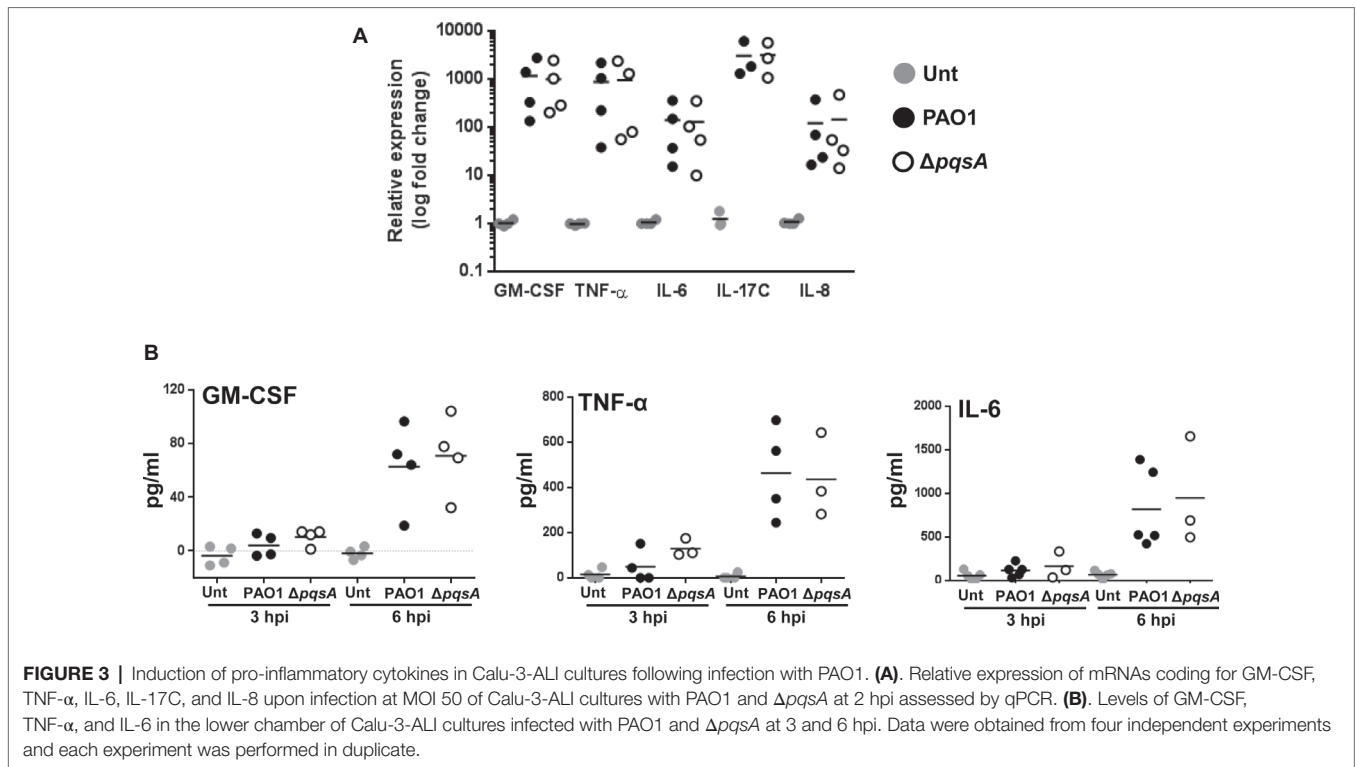 A
10000
1000
100
10
1
0.1
Relative expression
(log fold change)
GM-CSF TNF-α IL-6 IL-17C IL-8
Unt
PAO1
ΔpqsA
B
GM-CSF
120
80
40
0
pg/ml
Unt PAO1 ΔpqsA Unt PAO1 ΔpqsA
3 hpi 6 hpi
TNF-α
800
600
400
200
0
pg/ml
Unt PAO1 ΔpqsA Unt PAO1 ΔpqsA
3 hpi 6 hpi
IL-6
2000
1500
1000
500
0
pg/ml
Unt PAO1 ΔpqsA Unt PAO1 ΔpqsA
3 hpi 6 hpi
FIGURE 3 | Induction of pro-inflammatory cytokines in Calu-3-ALI cultures following infection with PAO1. (A). Relative expression of mRNAs coding for GM-CSF,
TNF-α, IL-6, IL-17C, and IL-8 upon infection at MOI 50 of Calu-3-ALI cultures with PAO1 and ΔpqsA at 2 hpi assessed by qPCR. (B). Levels of GM-CSF,
TNF-α, and IL-6 in the lower chamber of Calu-3-ALI cultures infected with PAO1 and ΔpqsA at 3 and 6 hpi. Data were obtained from four independent experiments
and each experiment was performed in duplicate.